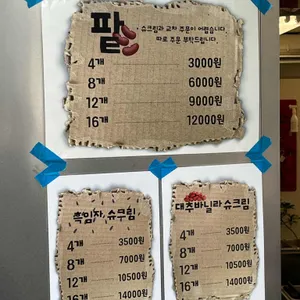 팥
· 슈크림과 교차 주문이 어렵습니다.
따로 주문 부탁드립니다.
4개 3000원
8개 6000원
12개 9000원
16개 12000원
흑임자, 슈크림
4개 3500원
8개 7000원
12개 10500원
16개 14000원
대추바닐라 슈크림
4개 3500원
8개 7000원
12개 10500원
16개 14000원